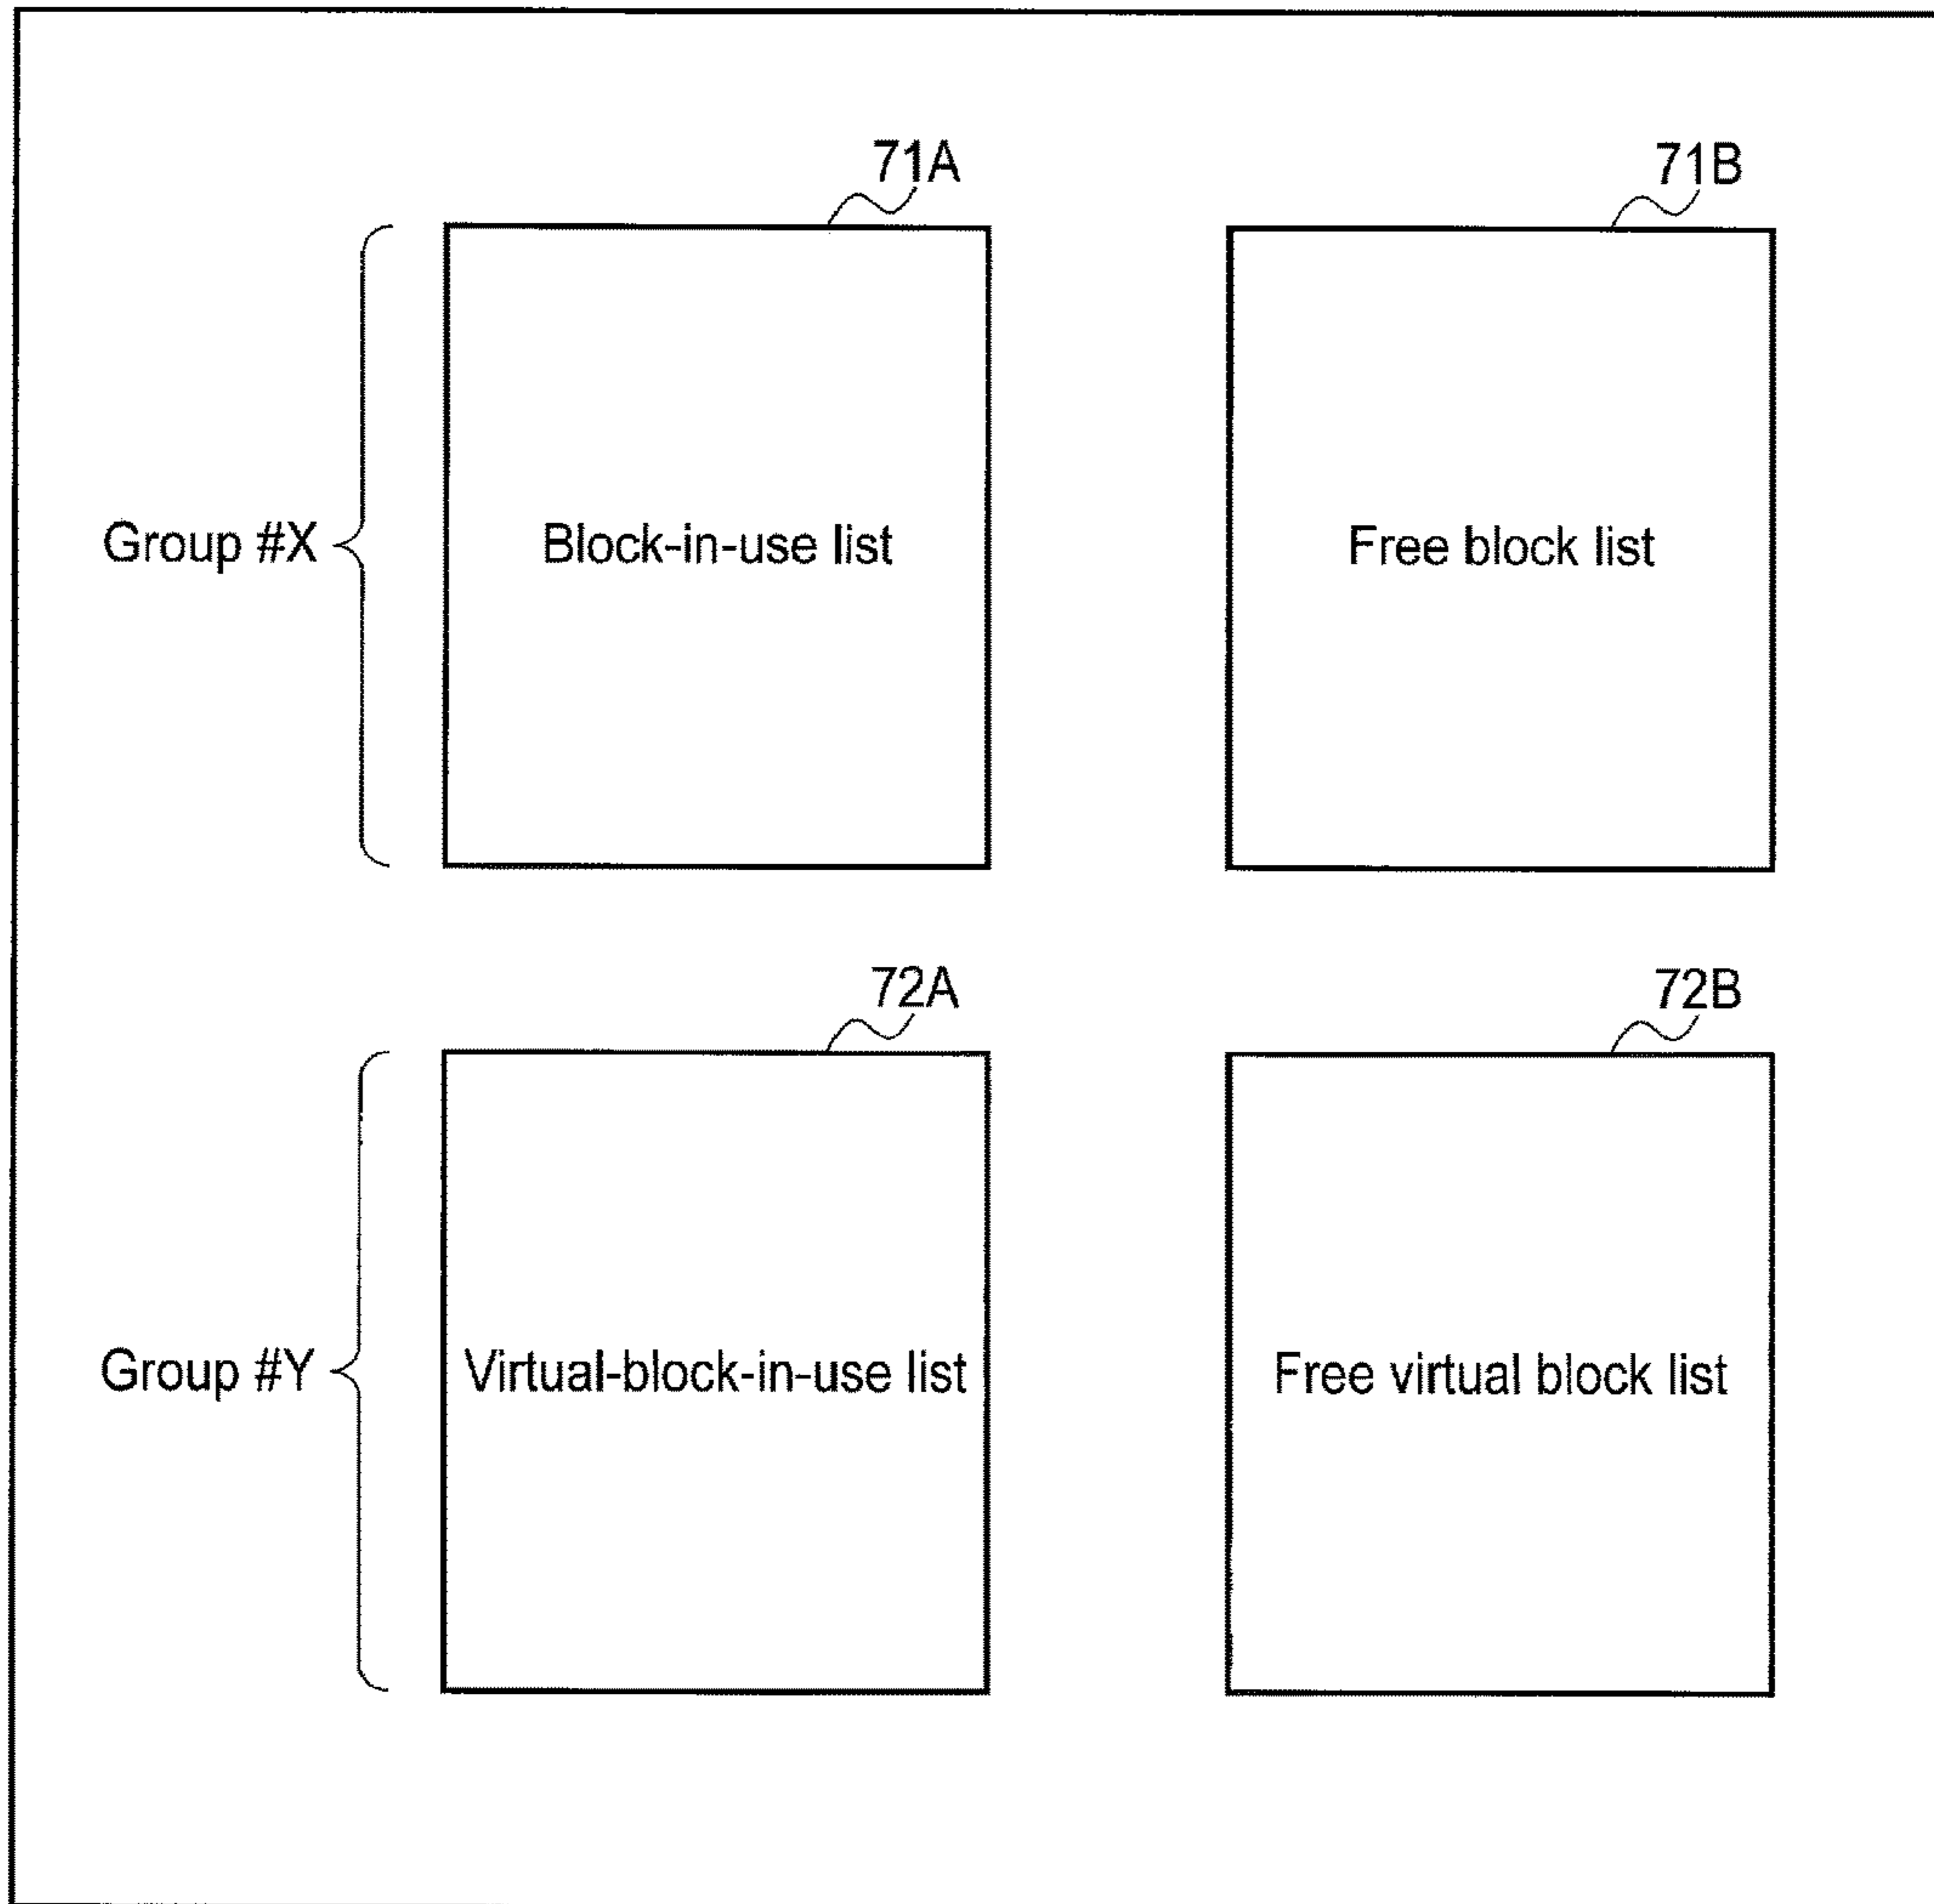 71A
71B
Group #X
Block-in-use list
Free block list
72A
72B
Group #Y
Virtual-block-in-use list
Free virtual block list